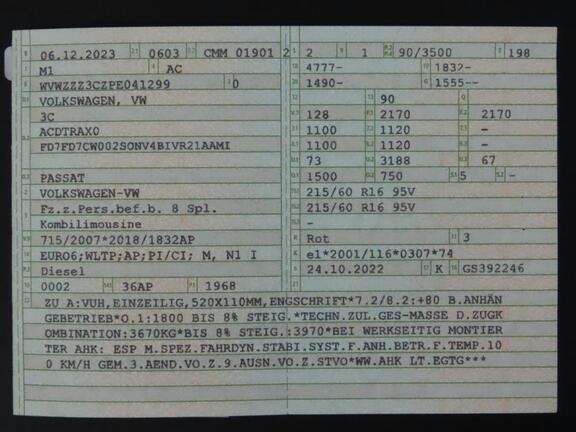 06.12.2023 0603 CMM 01901 2
M1 AC
WVWZZZ3CZPE041299 0
VOLKSWAGEN, VW
3C
ACDTRAX0
FD7FD7CW002SONV4BIVR21AAMI
PASSAT
VOLKSWAGEN-VW
Fz.z.Pers.bef.b. 8 Spl.
Kombilimousine
715/2007*2018/1832AP
EURO6;WLTP;AP;PI/CI; M, N1 I
Diesel
0002 36AP 1968
2 1 90/3500 198
4777- 1832-
1490- 1555--
90
128 2170 2170
1100 1120 -
1100 1120 -
73 3188 67
1500 750 5 -
215/60 R16 95V
215/60 R16 95V
-
Rot 3
e1*2001/116*0307*74
24.10.2022 K GS392246
ZU A:VUH,EINZEILIG,520X110MM,ENGSCHRIFT*7.2/8.2:+80 B.ANHÄN
GEBETRIEB*O.1:1800 BIS 8% STEIG.*TECHN.ZUL.GES-MASSE D.ZUGK
OMBINATION:3670KG*BIS 8% STEIG.:3970*BEI WERKSEITIG MONTIER
TER AHK: ESP M.SPEZ.FAHRDYN.STABI.SYST.F.ANH.BETR.F.TEMP.10
0 KM/H GEM.3.AEND.VO.Z.9.AUSN.VO.Z.STVO*WW.AHK LT.EGTG***